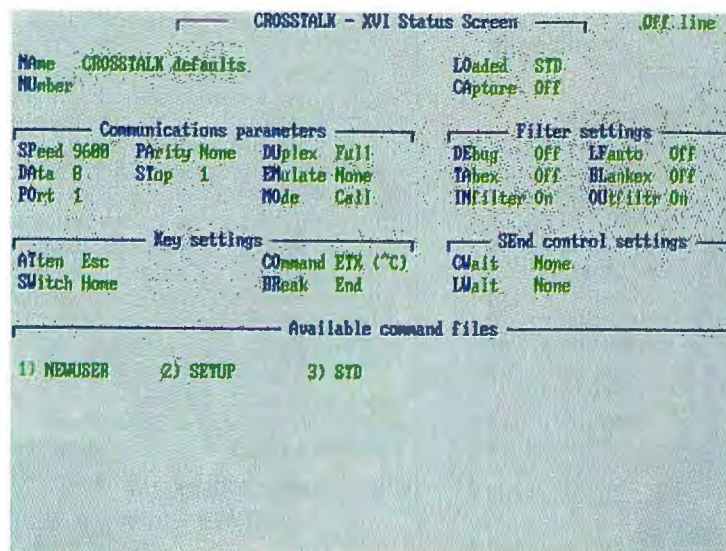 CROSSTALK - XVI Status Screen Off line
NAme CROSSTALK defaults LOaded STD
NUmber CApture Off
Communications parameters Filter settings
SPeed 9600 PArity None DUplex Full DEbug Off LFauto Off
DAta 8 STop 1 EMulate None TAbex Off BLankex Off
POrt 1 MOde Call INfilter On OUtfiltr On
Key settings SEnd control settings
ATten Esc COmmand ETX (^C) CWait None
SWitch Home BReak End LWait None
Available command files
1) NEWUSER 2) SETUP 3) STD